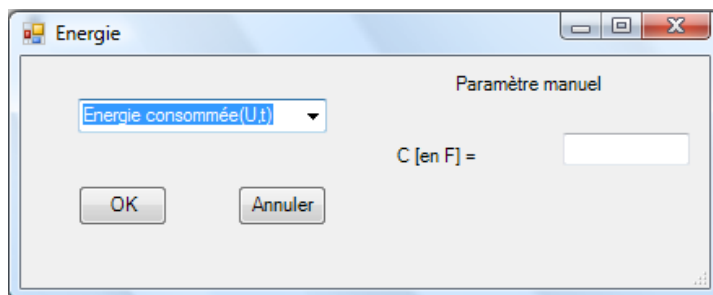 Energie
Paramètre manuel
Energie consommée(U,t)
C [en F] =
OK
Annuler